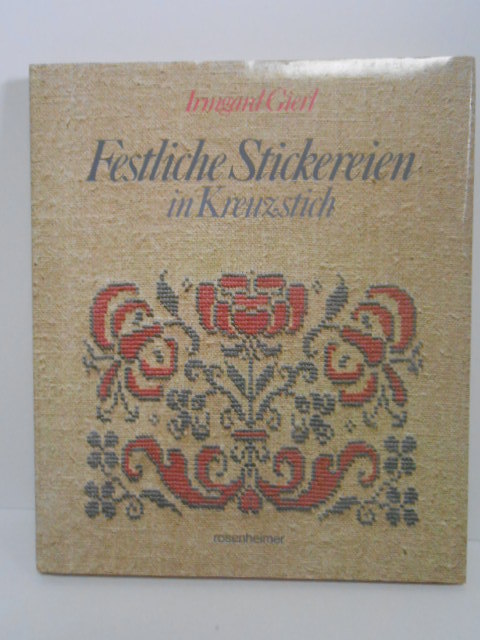 Irmgard Gierl
Festliche Stickereien
in Kreuzstich
rosenheimer